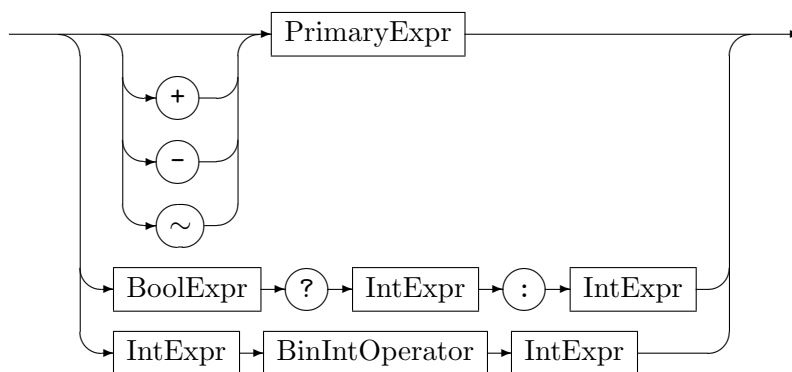 PrimaryExpr
+
-
~
BoolExpr ? IntExpr : IntExpr
IntExpr BinIntOperator IntExpr